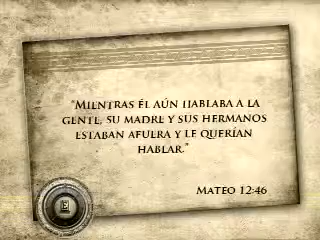 "Mientras él aún hablaba a la
gente, su madre y sus hermanos
estaban afuera y le querían
hablar."
Mateo 12:46